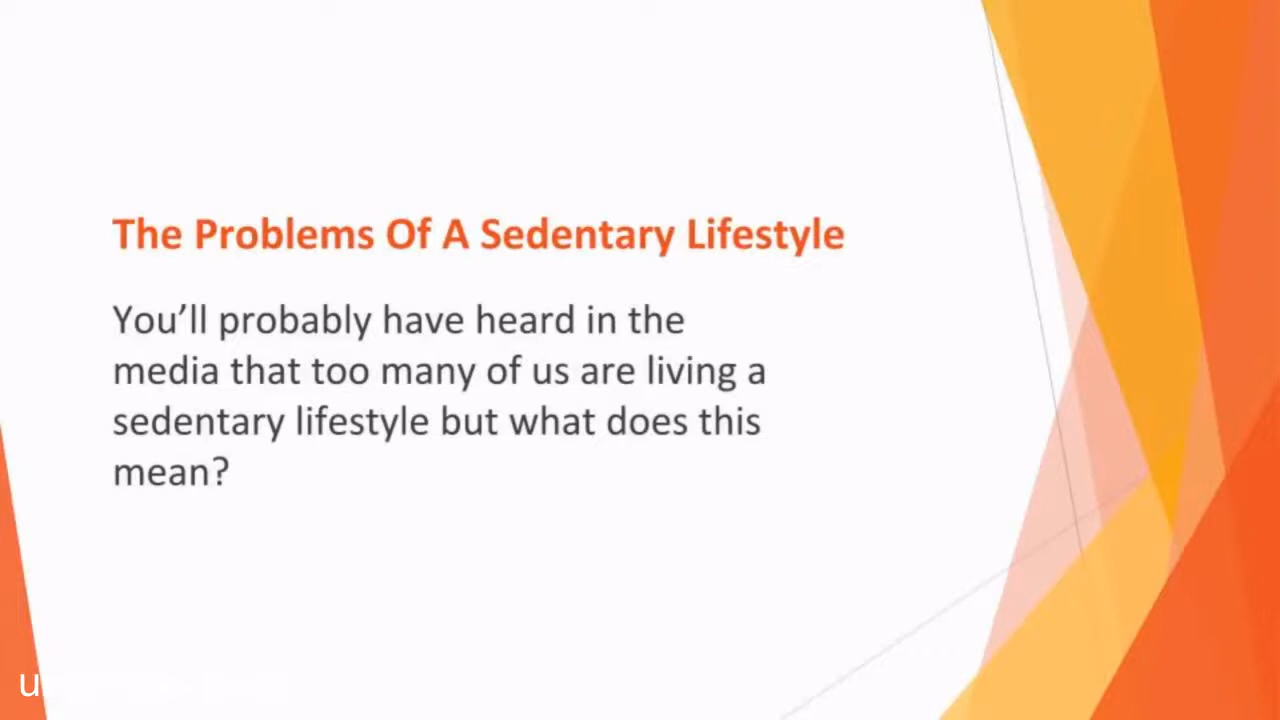 The Problems Of A Sedentary Lifestyle
You’ll probably have heard in the
media that too many of us are living a
sedentary lifestyle but what does this
mean?